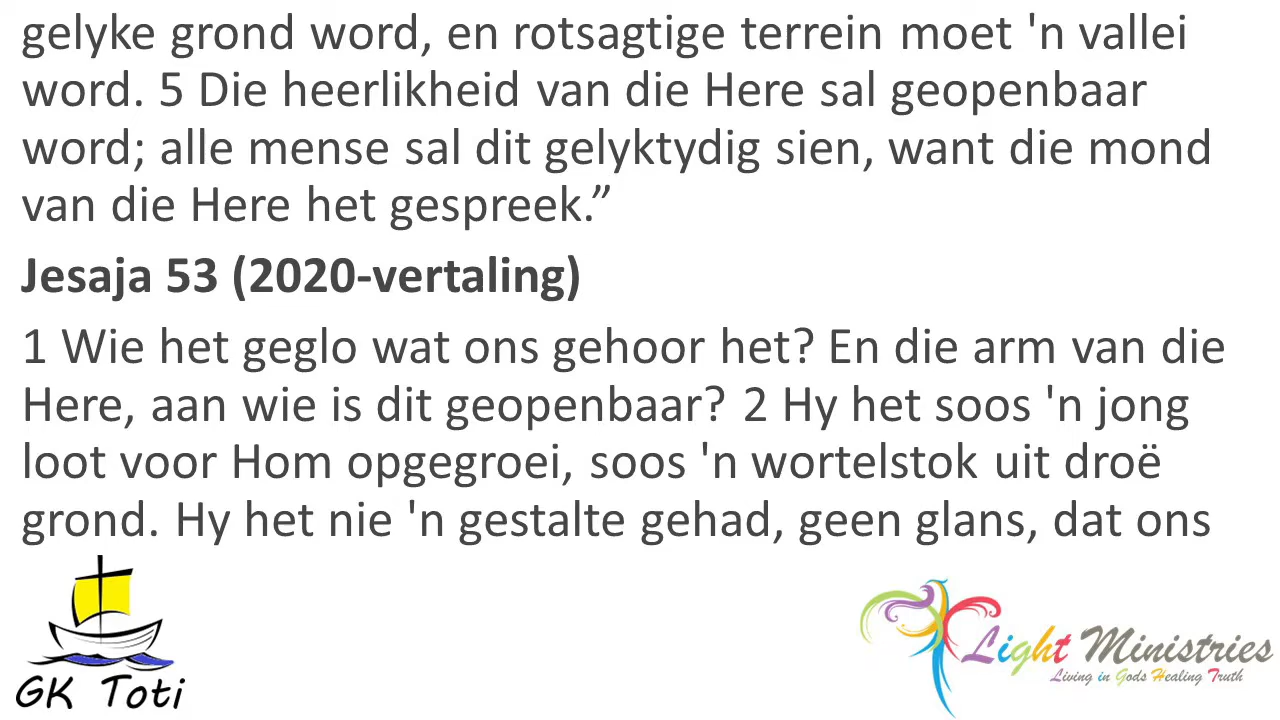 gelyke grond word, en rotsagtige terrein moet 'n vallei
word. 5 Die heerlikheid van die Here sal geopenbaar
word; alle mense sal dit gelyktydig sien, want die mond
van die Here het gespreek.”
Jesaja 53 (2020-vertaling)
1 Wie het geglo wat ons gehoor het? En die arm van die
Here, aan wie is dit geopenbaar? 2 Hy het soos 'n jong
loot voor Hom opgegroei, soos 'n wortelstok uit droë
grond. Hy het nie 'n gestalte gehad, geen glans, dat ons
GK Toti
Light Ministries
Living in Gods Healing Truth